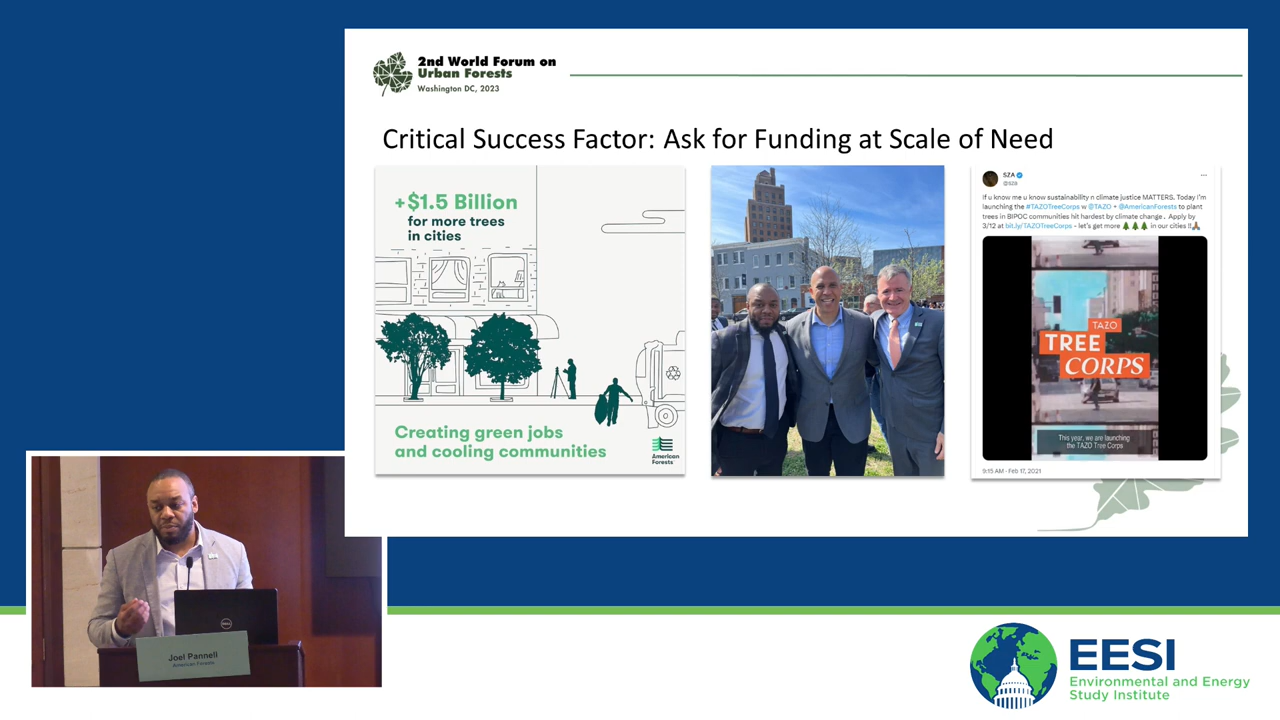 2nd World Forum on
Urban Forests
Washington DC, 2023
Critical Success Factor: Ask for Funding at Scale of Need
+$1.5 Billion
for more trees
in cities
Creating green jobs
and cooling communities
American
Forests
SZA
@sza
If u know me u know sustainability n climate justice MATTERS. Today I'm
launching the #TAZOTreeCorps w @TAZO + @AmericanForests to plant
trees in BIPOC communities hit hardest by climate change. Apply by
3/12 at bit.ly/TAZOTreeCorps - let's get more 🌲🌲🌲 in our cities !!🙏🏽
TAZO
TREE
CORPS
This year, we are launching
the TAZO Tree Corps
9:15 AM · Feb 17, 2021
DELL
Joel Pannell
American Forests
EESI
Environmental and Energy
Study Institute